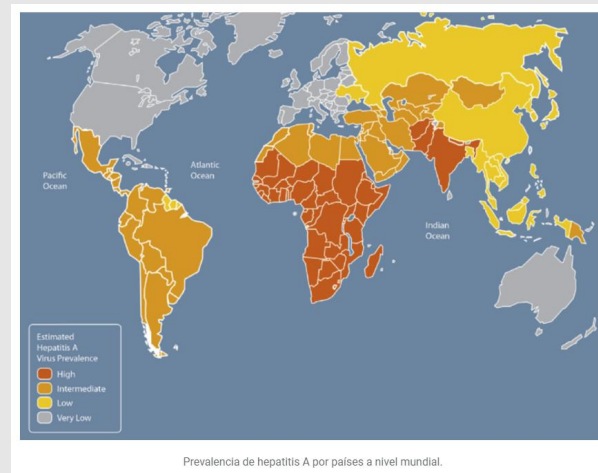 Pacific
Ocean
Atlantic
Ocean
Indian
Ocean
Estimated
Hepatitis A
Virus Prevalence
High
Intermediate
Low
Very Low
Prevalencia de hepatitis A por países a nivel mundial.